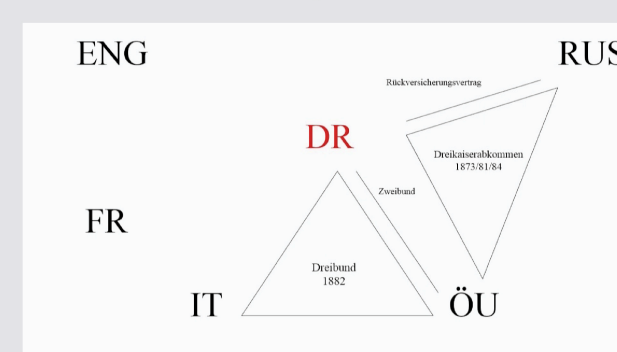 ENG
RUS
Rückversicherungsvertrag
DR
Dreikaiserabkommen
1873/81/84
Zweibund
FR
Dreibund
1882
IT
ÖU